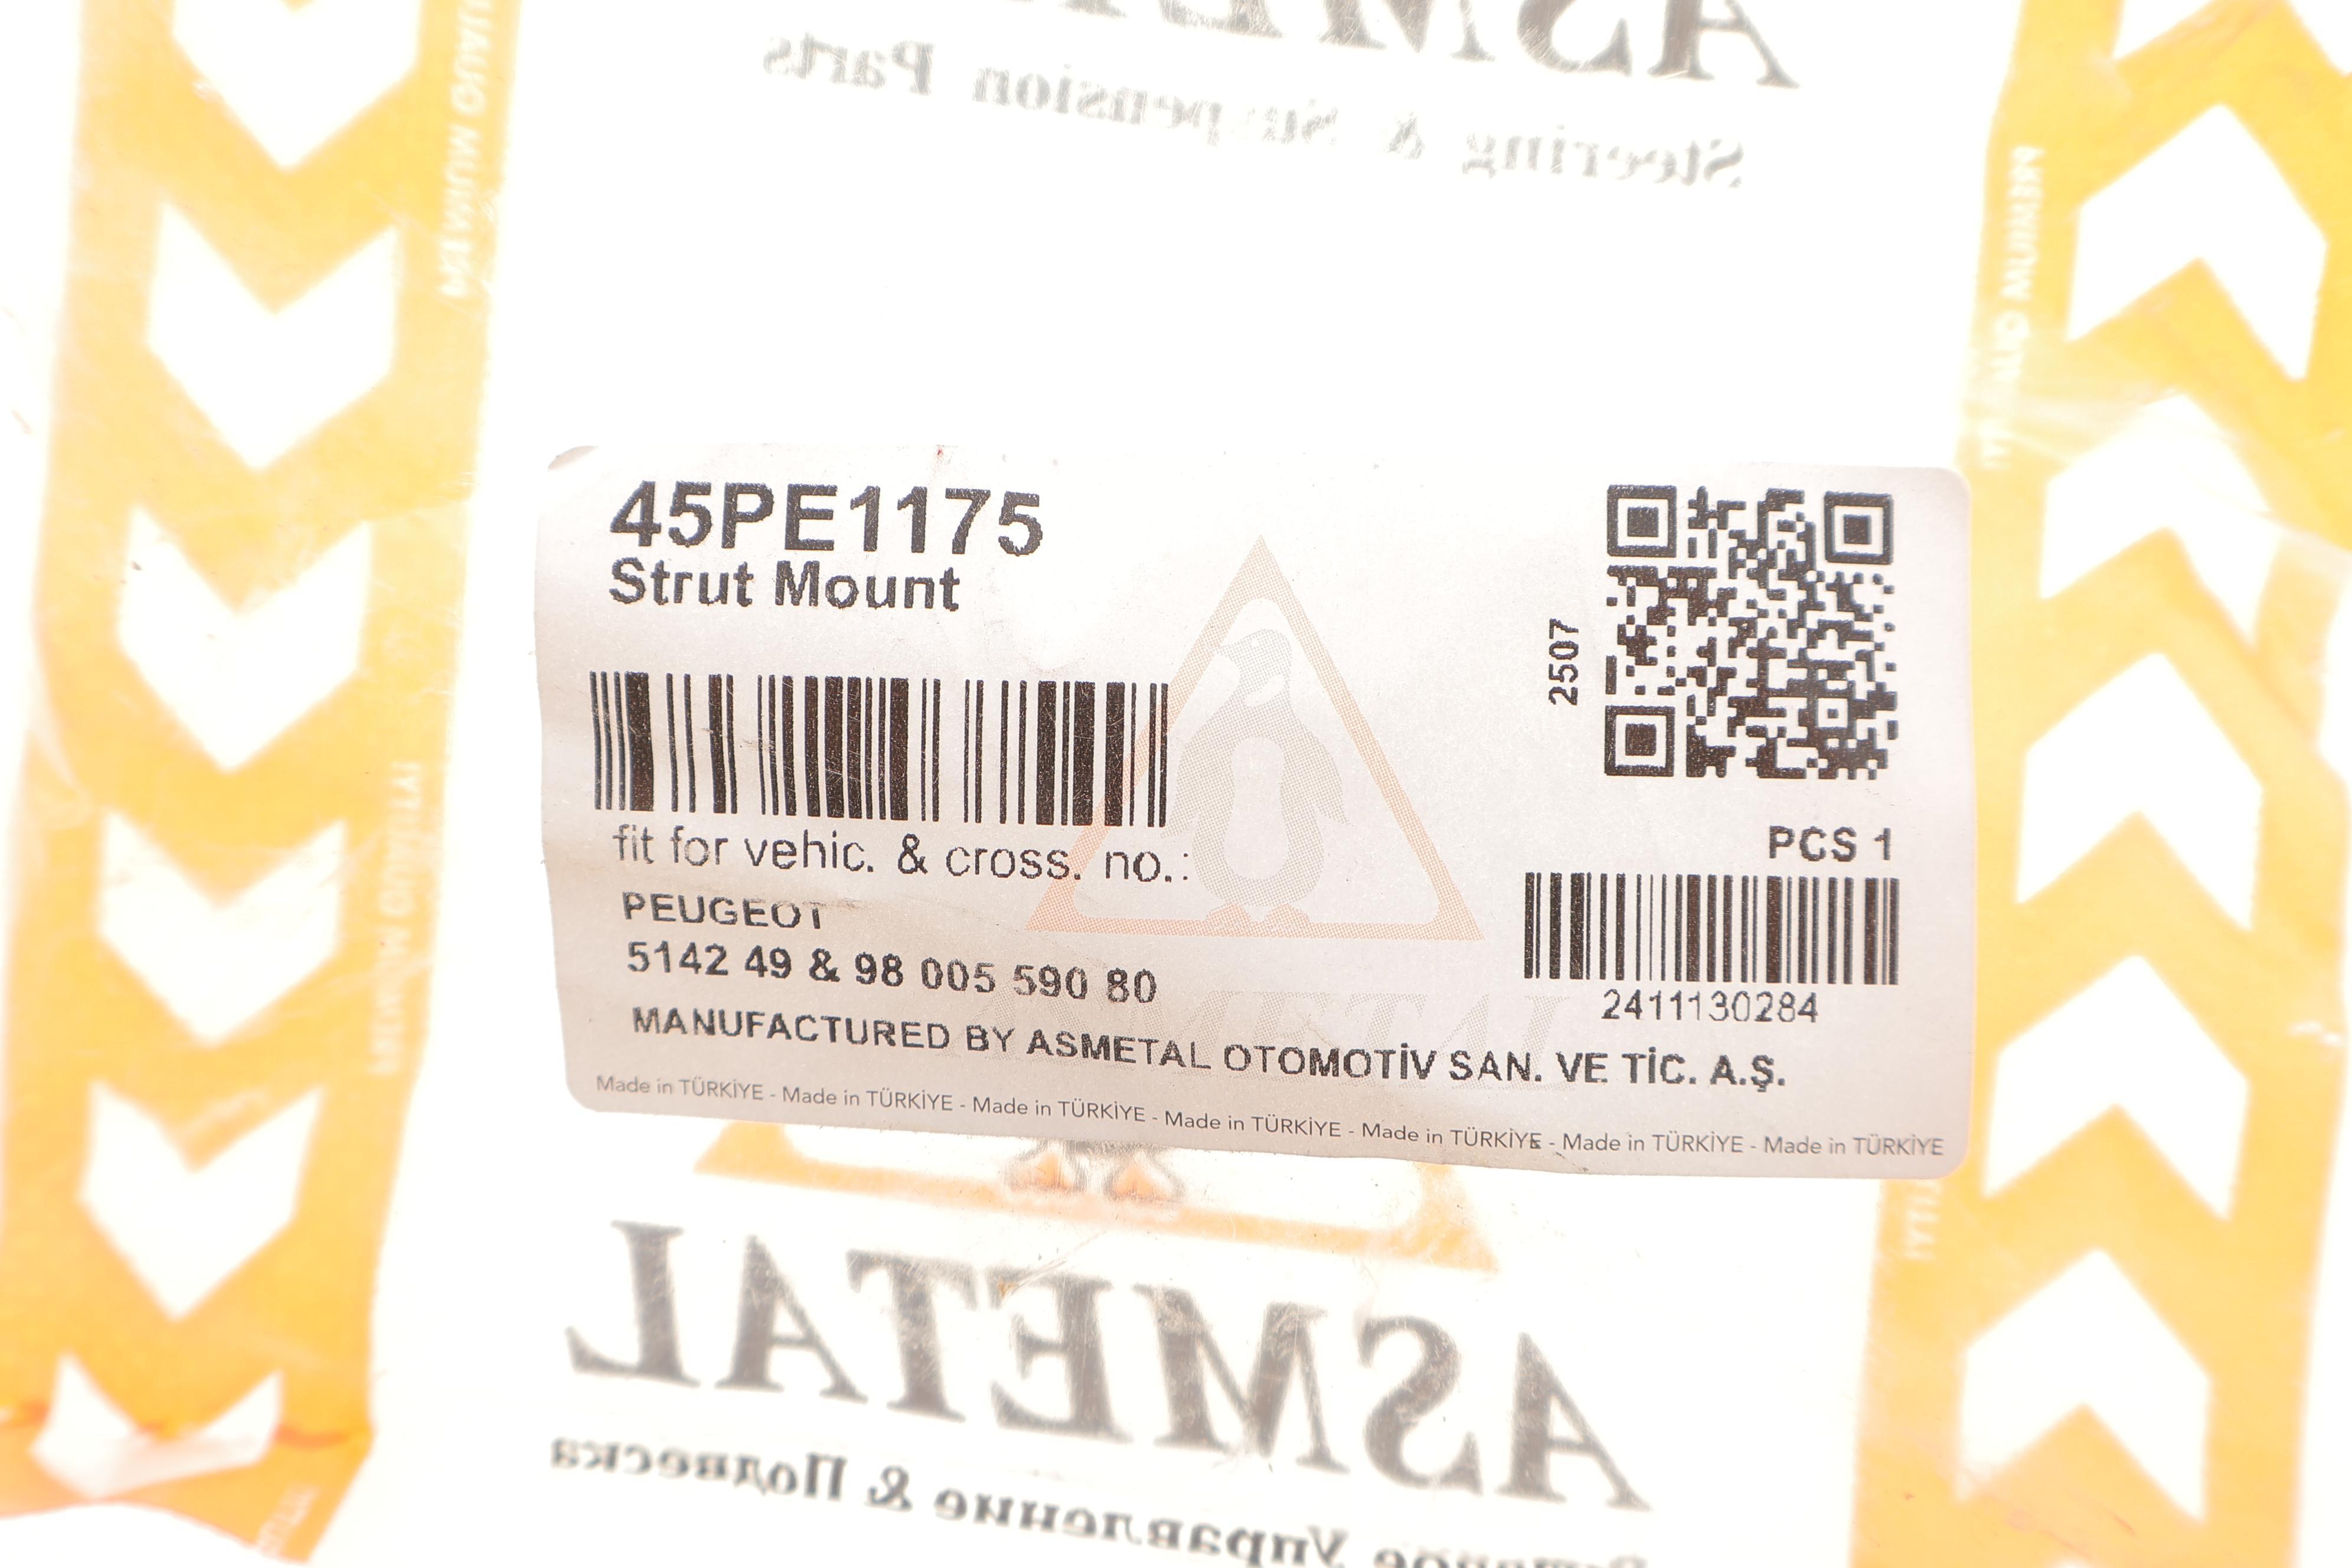 ASMETAL
Steering & Suspension Parts
45PE1175
Strut Mount
2507
fit for vehic. & cross. no.:
PCS 1
PEUGEOT
5142 49 & 98 005 590 80
2411130284
ASMETAL
MANUFACTURED BY ASMETAL OTOMOTİV SAN. VE TİC. A.Ş.
Made in TÜRKİYE - Made in TÜRKİYE - Made in TÜRKİYE - Made in TÜRKİYE - Made in TÜRKİYE - Made in TÜRKİYE - Made in TÜRKİYE
ASMETAL
Управление & Подвеска